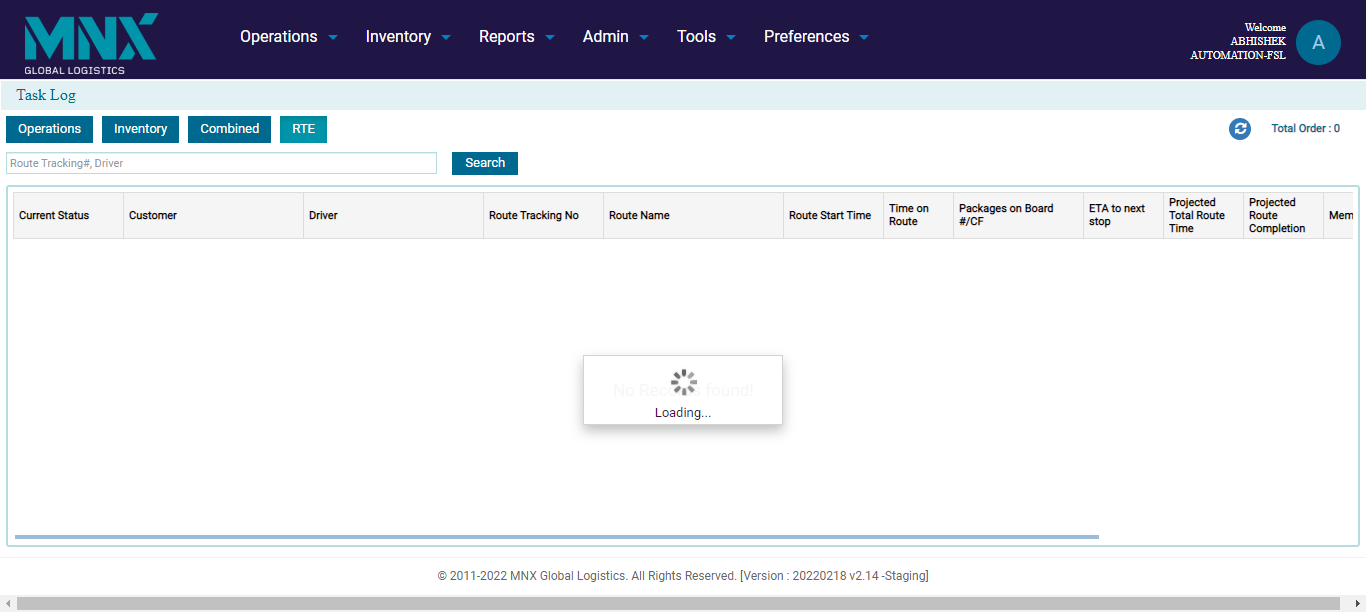 MNX
GLOBAL LOGISTICS
Operations Inventory Reports Admin Tools Preferences
Welcome
ABHISHEK
AUTOMATION-FSL
A
Task Log
Operations Inventory Combined RTE
Total Order : 0
Route Tracking#, Driver
Search
Current Status
Customer
Driver
Route Tracking No
Route Name
Route Start Time
Time on
Route
Packages on Board
#/CF
ETA to next
stop
Projected
Total Route
Time
Projected
Route
Completion
Mem
No Records found!
Loading...
© 2011-2022 MNX Global Logistics. All Rights Reserved. [Version : 20220218 v2.14 -Staging]